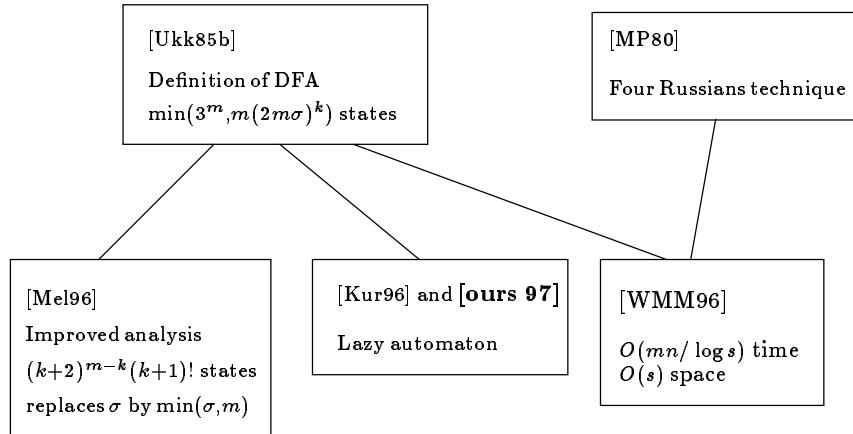 [Ukk85b]
Definition of DFA
min(3^m,m(2mσ)^k) states
[MP80]
Four Russians technique
[Mel96]
Improved analysis
(k+2)^{m−k}(k+1)! states
replaces σ by min(σ,m)
[Kur96] and [ours 97]
Lazy automaton
[WMM96]
O(mn/ log s) time
O(s) space